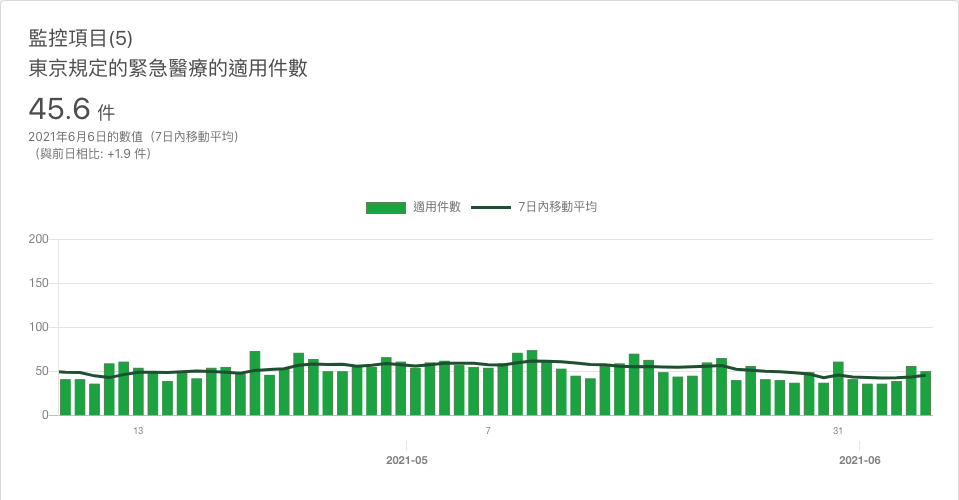 監控項目(5)
東京規定的緊急醫療的適用件數
45.6 件
2021年6月6日的數值（7日內移動平均）
（與前日相比: +1.9 件）
適用件數 7日內移動平均
200
150
100
50
0
13 7 31
2021-05 2021-06